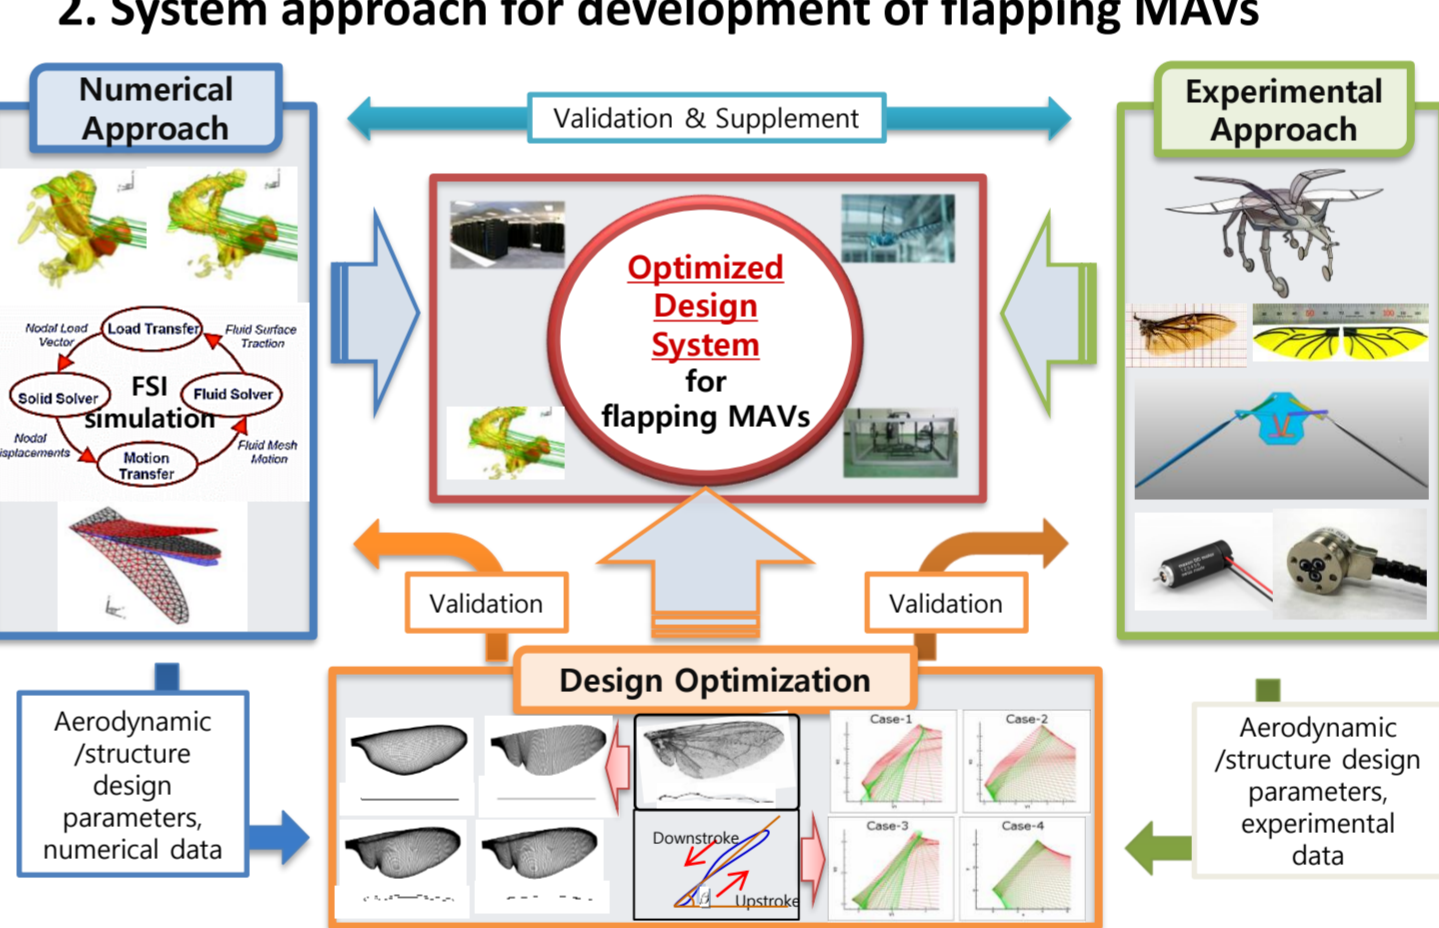 2. System approach for development of flapping MAVs
Numerical
Approach
Validation & Supplement
Experimental
Approach
Optimized
Design
System
for
flapping MAVs
Load Transfer
Nodal Load
Vector
Fluid Surface
Traction
Solid Solver
FSI
simulation
Fluid Solver
Nodal
isplacements
Motion
Transfer
Fluid Mesh
Motion
Validation
Validation
Design Optimization
Aerodynamic
/structure
design
parameters,
numerical data
Aerodynamic
/structure design
parameters,
experimental
data
Case-1
Case-2
Case-3
Case-4
Downstroke
Upstroke